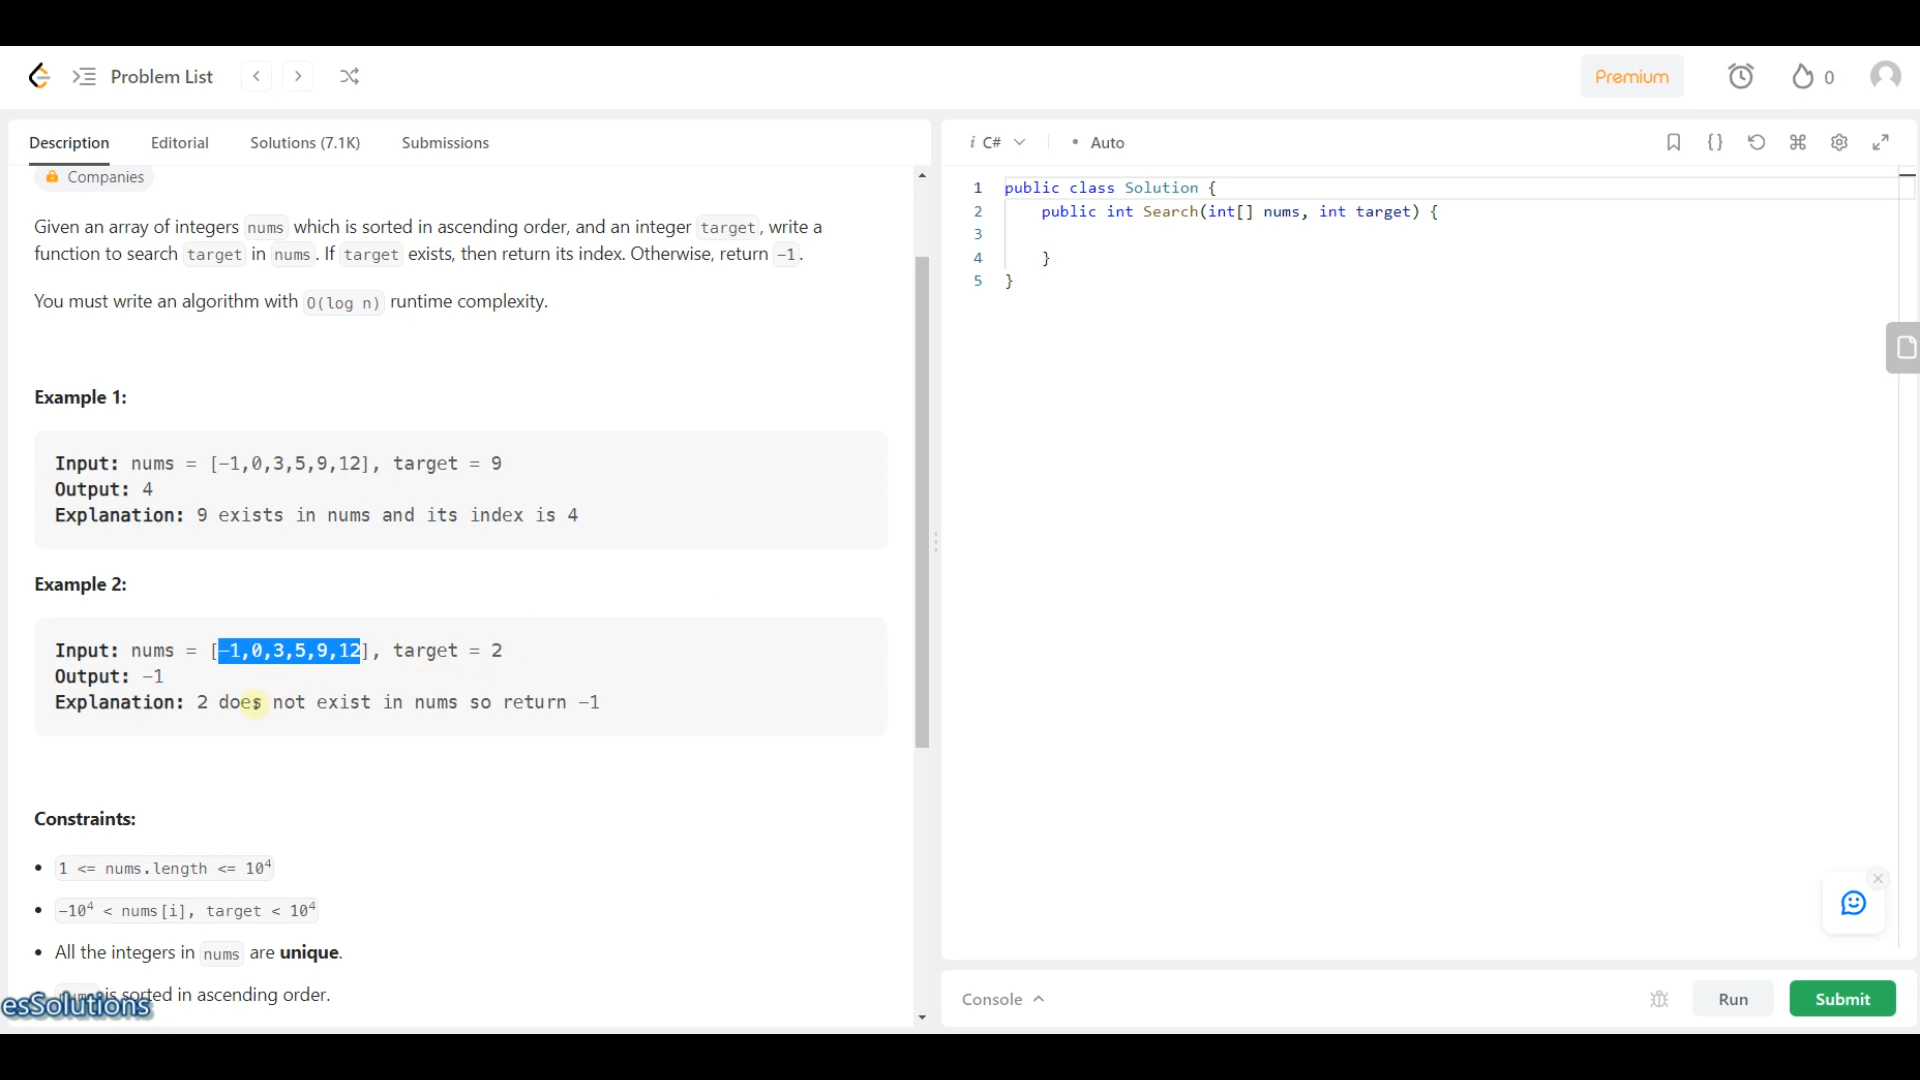 Problem List
Premium
0
Description
Editorial
Solutions (7.1K)
Submissions
Companies
Given an array of integers nums which is sorted in ascending order, and an integer target, write a
function to search target in nums. If target exists, then return its index. Otherwise, return -1.
You must write an algorithm with O(log n) runtime complexity.
Example 1:
Input: nums = [-1,0,3,5,9,12], target = 9
Output: 4
Explanation: 9 exists in nums and its index is 4
Example 2:
Input: nums = [-1,0,3,5,9,12], target = 2
Output: -1
Explanation: 2 does not exist in nums so return -1
Constraints:
• 1 <= nums.length <= 10⁴
• -10⁴ < nums[i], target < 10⁴
• All the integers in nums are unique.
• nums is sorted in ascending order.
esSolutions
i C#
• Auto
1 public class Solution {
2 public int Search(int[] nums, int target) {
3
4 }
5 }
Console
Run
Submit